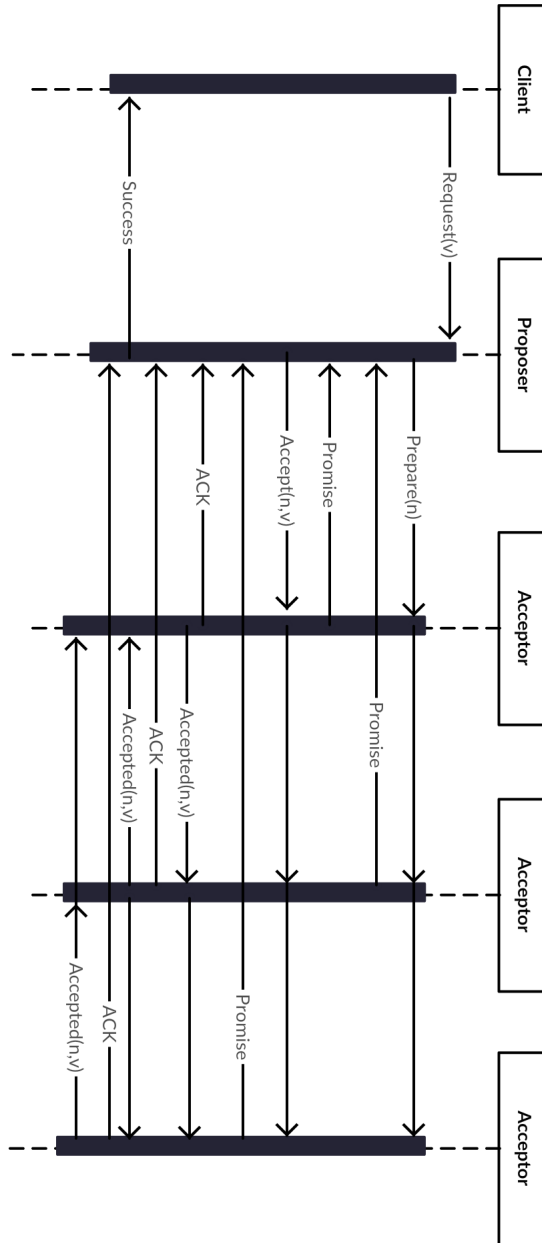 Client
Proposer
Acceptor
Acceptor
Acceptor
Request(v)
Prepare(n)
Promise
Promise
Accept(n,v)
Promise
ACK
Accepted(n,v)
ACK
Accepted(n,v)
Success
ACK
Accepted(n,v)